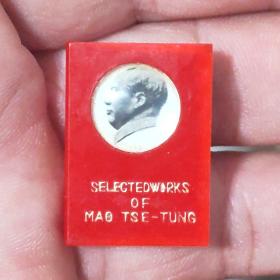 SELECTEDWORKS
OF
MAO TSE-TUNG